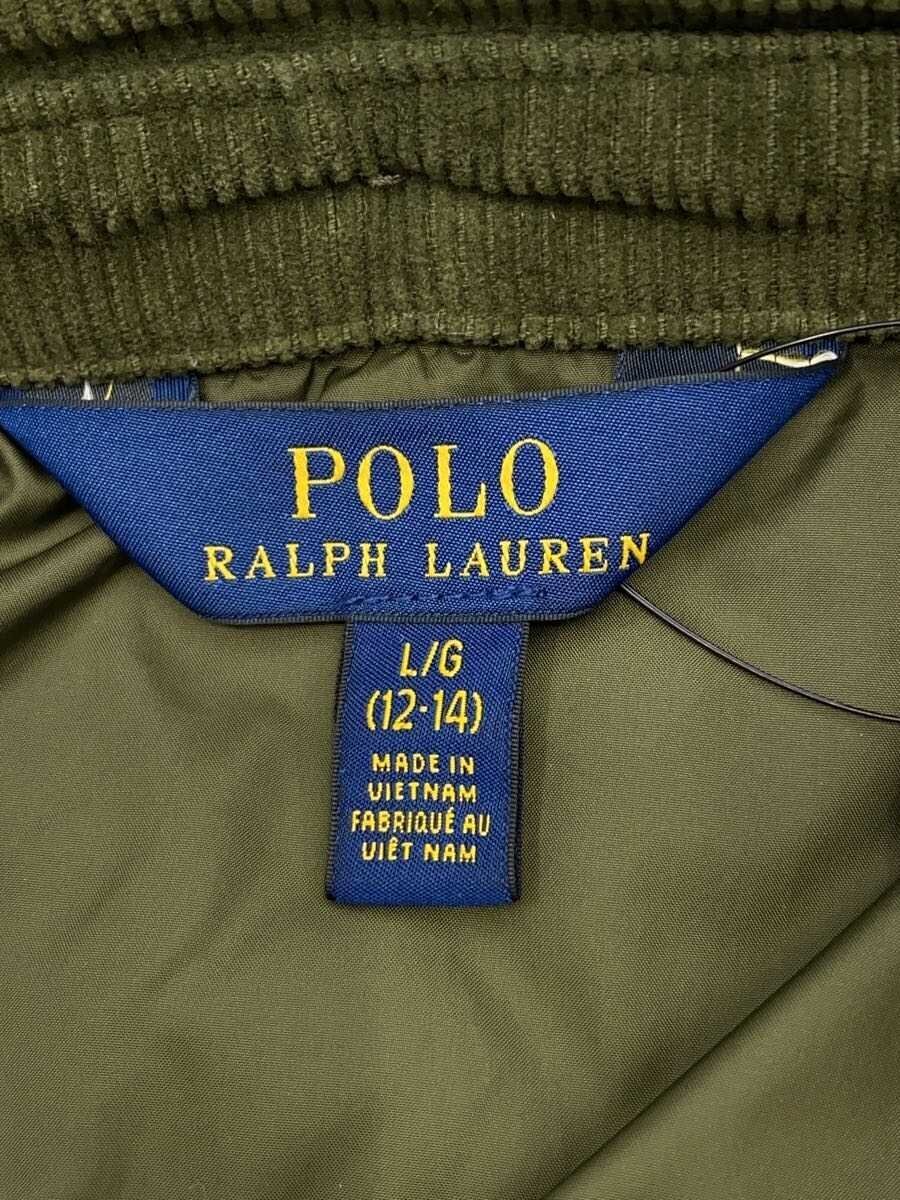 POLO
RALPH LAUREN
L/G
(12-14)
MADE IN
VIETNAM
FABRIQUÉ AU
VIÊT NAM